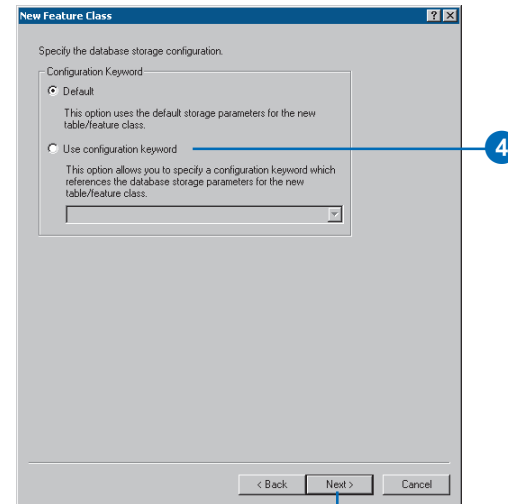 New Feature Class
? X
Specify the database storage configuration.
Configuration Keyword
Default
This option uses the default storage parameters for the new
table/feature class.
Use configuration keyword
4
This option allows you to specify a configuration keyword which
references the database storage parameters for the new
table/feature class.
< Back Next > Cancel